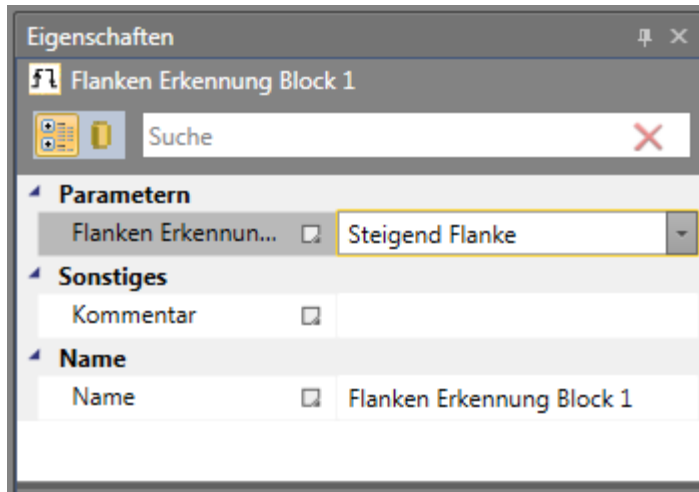 Eigenschaften
Flanken Erkennung Block 1
Suche
Parametern
Flanken Erkennun... Steigend Flanke
Sonstiges
Kommentar
Name
Name Flanken Erkennung Block 1